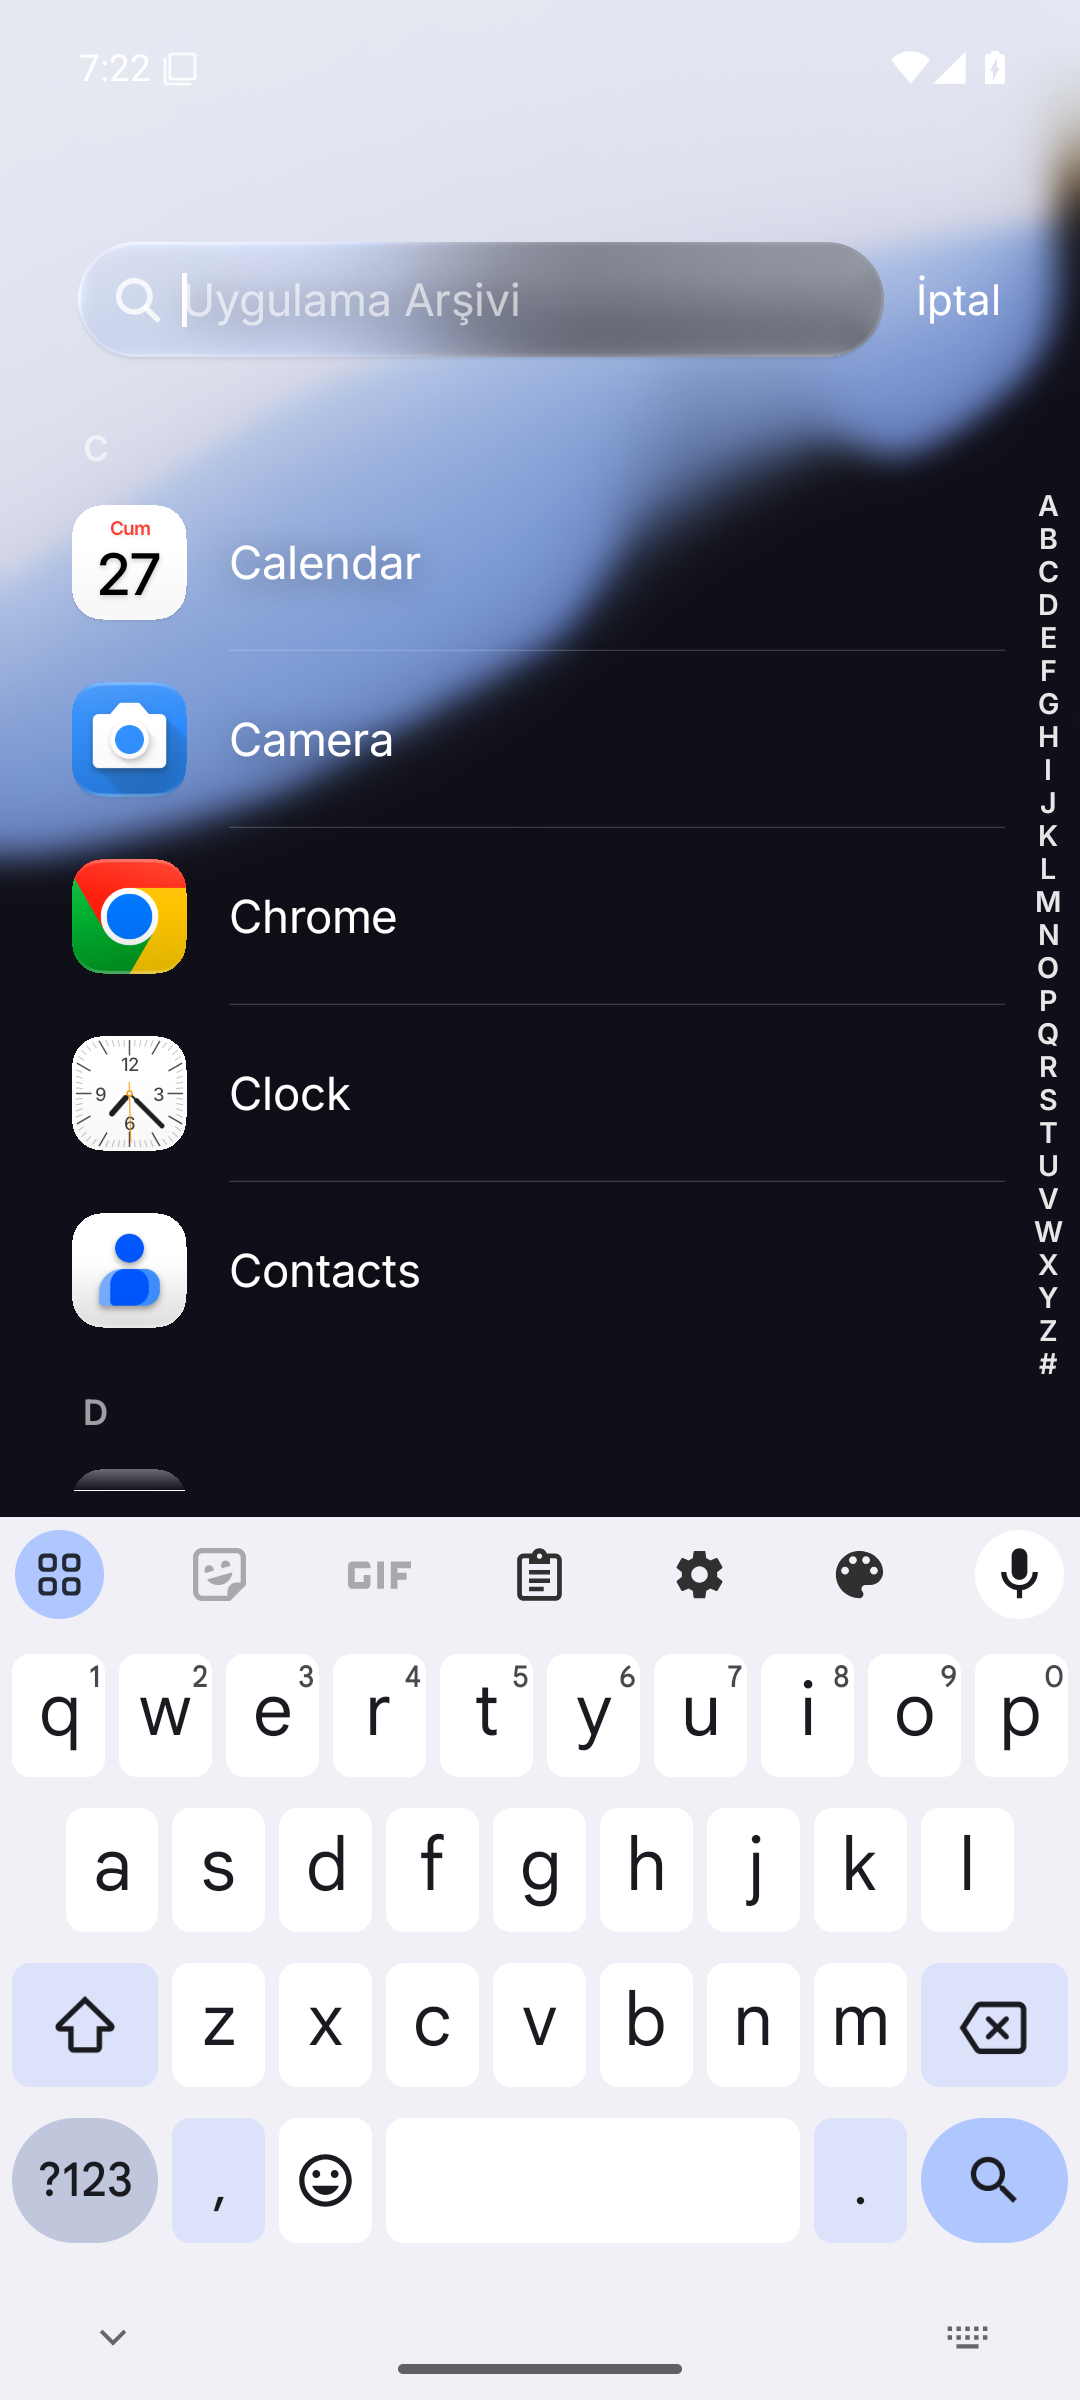 7:22
Uygulama Arşivi
İptal
C
Cum
27
Calendar
Camera
Chrome
12
9
3
6
Clock
Contacts
D
A
B
C
D
E
F
G
H
I
J
K
L
M
N
O
P
Q
R
S
T
U
V
W
X
Y
Z
#
GIF
q 1 w 2 e 3 r 4 t 5 y 6 u 7 i 8 o 9 p 0
a s d f g h j k l
z x c v b n m
?123 , .